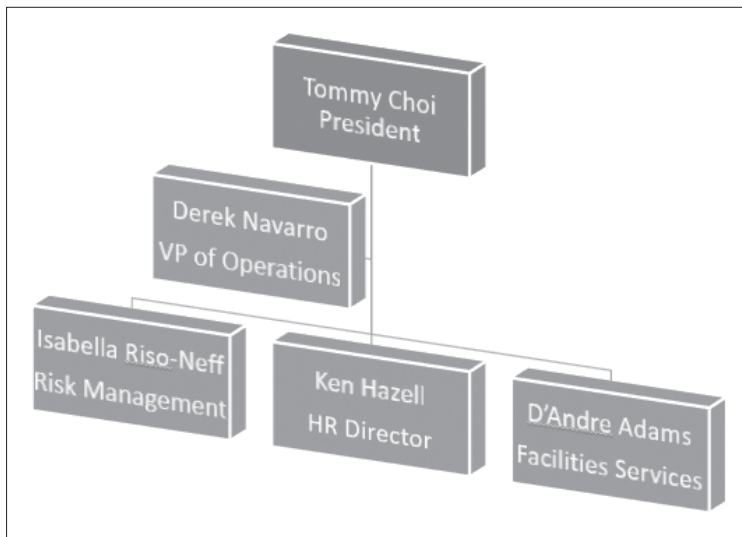 Tommy Choi
President
Derek Navarro
VP of Operations
Isabella Riso-Neff
Risk Management
Ken Hazell
HR Director
D’Andre Adams
Facilities Services